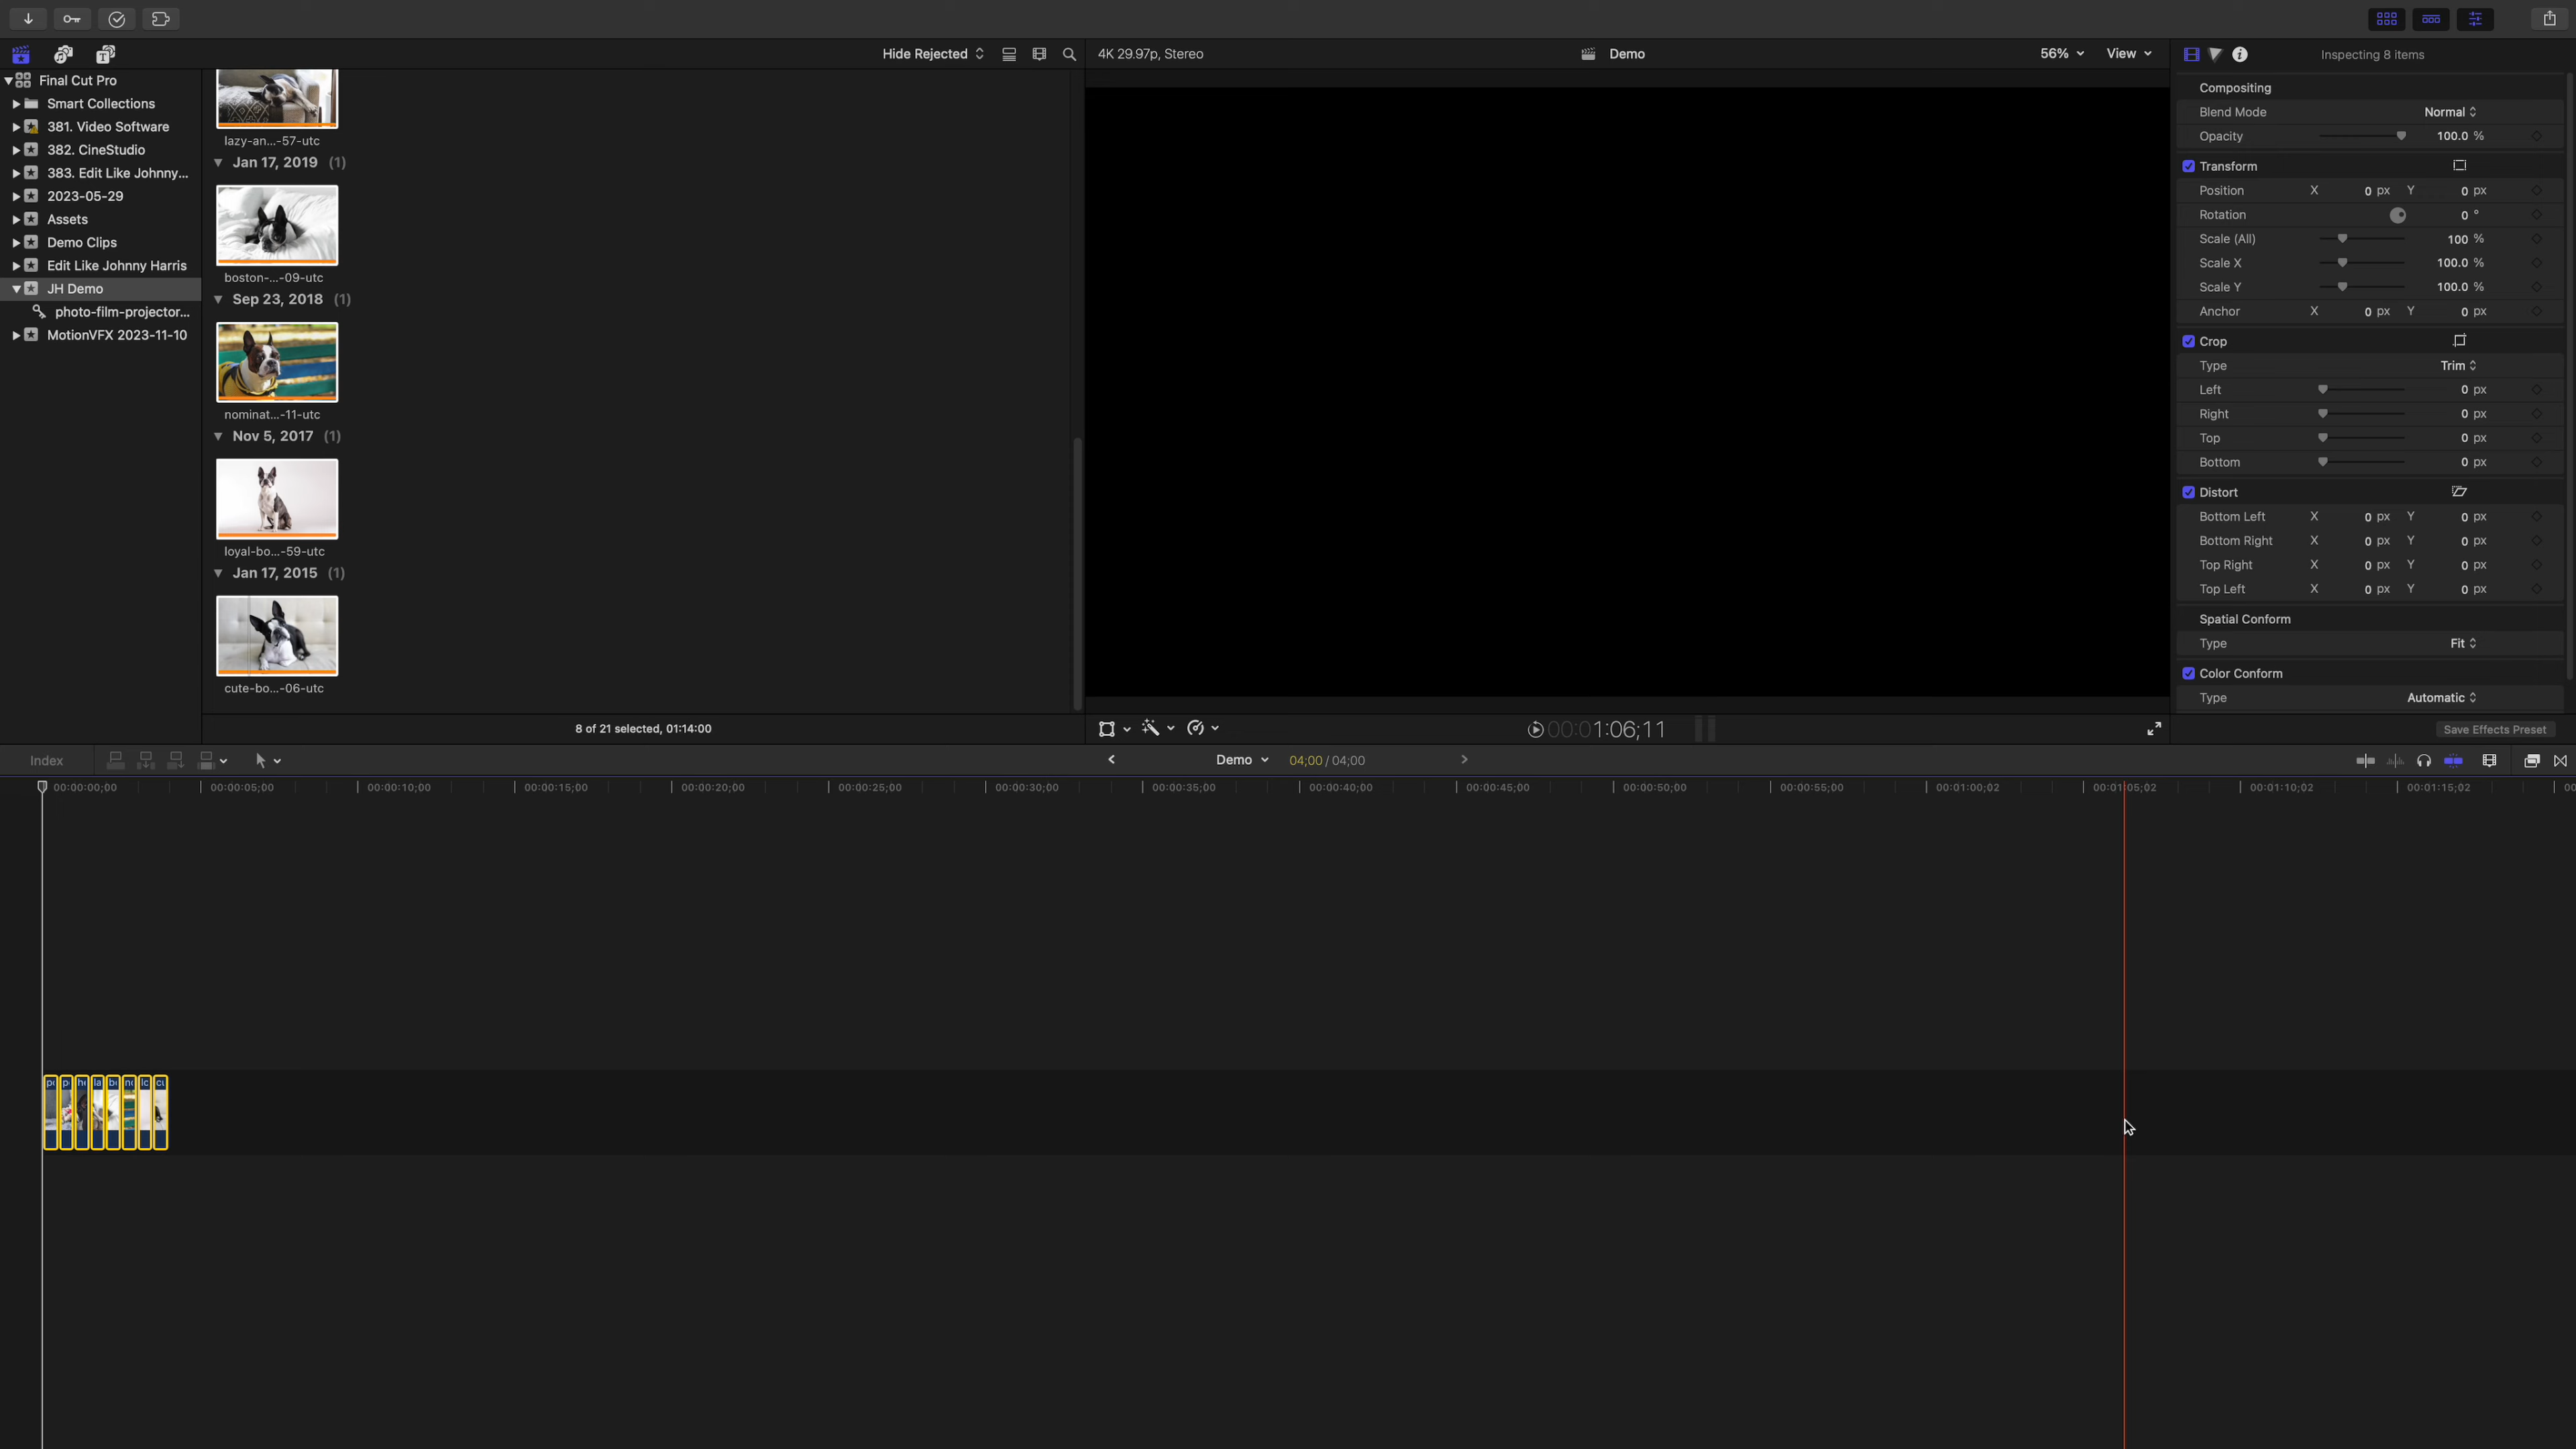 Hide Rejected
4K 29.97p, Stereo
Demo
56%
View
Inspecting 8 items
Final Cut Pro
Smart Collections
381. Video Software
382. CineStudio
383. Edit Like Johnny...
2023-05-29
Assets
Demo Clips
Edit Like Johnny Harris
JH Demo
photo-film-projector...
MotionVFX 2023-11-10
lazy-an...-57-utc
Jan 17, 2019 (1)
boston-...-09-utc
Sep 23, 2018 (1)
nominat...-11-utc
Nov 5, 2017 (1)
loyal-bo...-59-utc
Jan 17, 2015 (1)
cute-bo...-06-utc
8 of 21 selected, 01:14:00
00:01:06;11
Compositing
Blend Mode Normal
Opacity 100.0 %
Transform
Position X 0 px Y 0 px
Rotation 0 °
Scale (All) 100 %
Scale X 100.0 %
Scale Y 100.0 %
Anchor X 0 px Y 0 px
Crop
Type Trim
Left 0 px
Right 0 px
Top 0 px
Bottom 0 px
Distort
Bottom Left X 0 px Y 0 px
Bottom Right X 0 px Y 0 px
Top Right X 0 px Y 0 px
Top Left X 0 px Y 0 px
Spatial Conform
Type Fit
Color Conform
Type Automatic
Save Effects Preset
Index
Demo 04;00 / 04;00
00:00:00;00 00:00:05;00 00:00:10;00 00:00:15;00 00:00:20;00 00:00:25;00 00:00:30;00 00:00:35;00 00:00:40;00 00:00:45;00 00:00:50;00 00:00:55;00 00:01:00;02 00:01:05;02 00:01:10;02 00:01:15;02 00